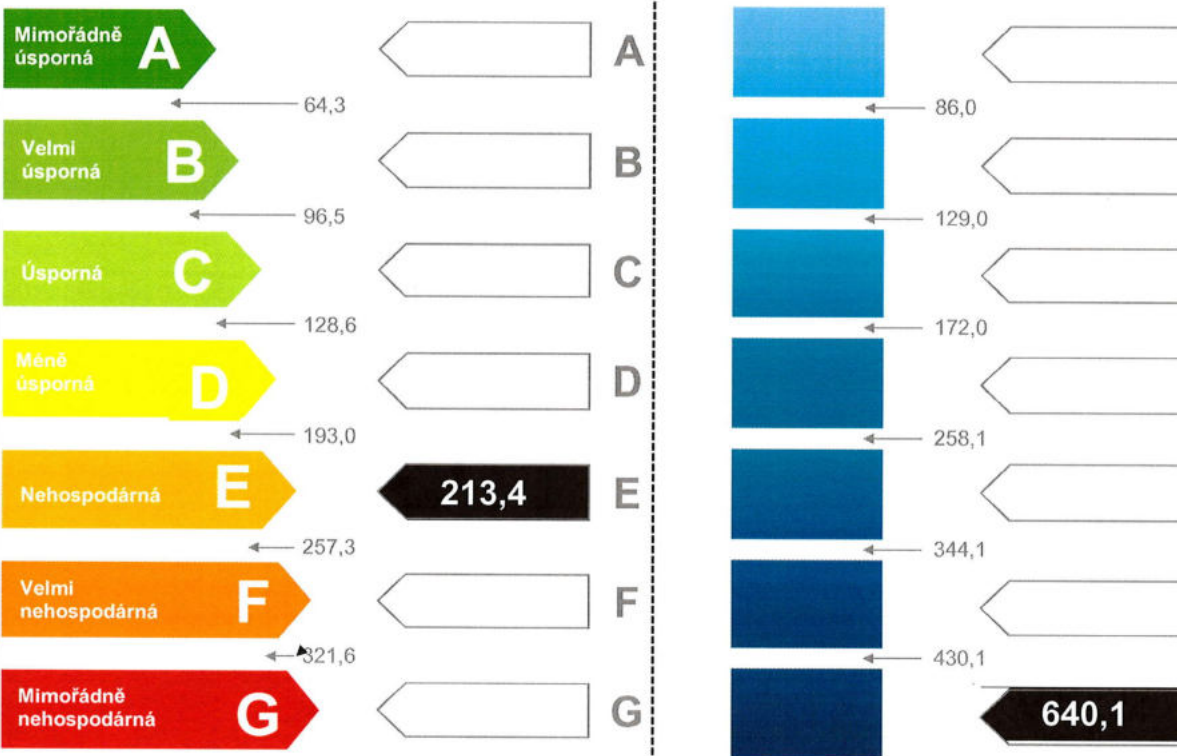 Mimořádně
úsporná
A
A
64,3
86,0
Velmi
úsporná
B
B
96,5
129,0
Úsporná
C
C
128,6
172,0
Méně
úsporná
D
D
193,0
258,1
Nehospodárná
E
213,4
E
257,3
344,1
Velmi
nehospodárná
F
F
321,6
430,1
Mimořádně
nehospodárná
G
G
640,1